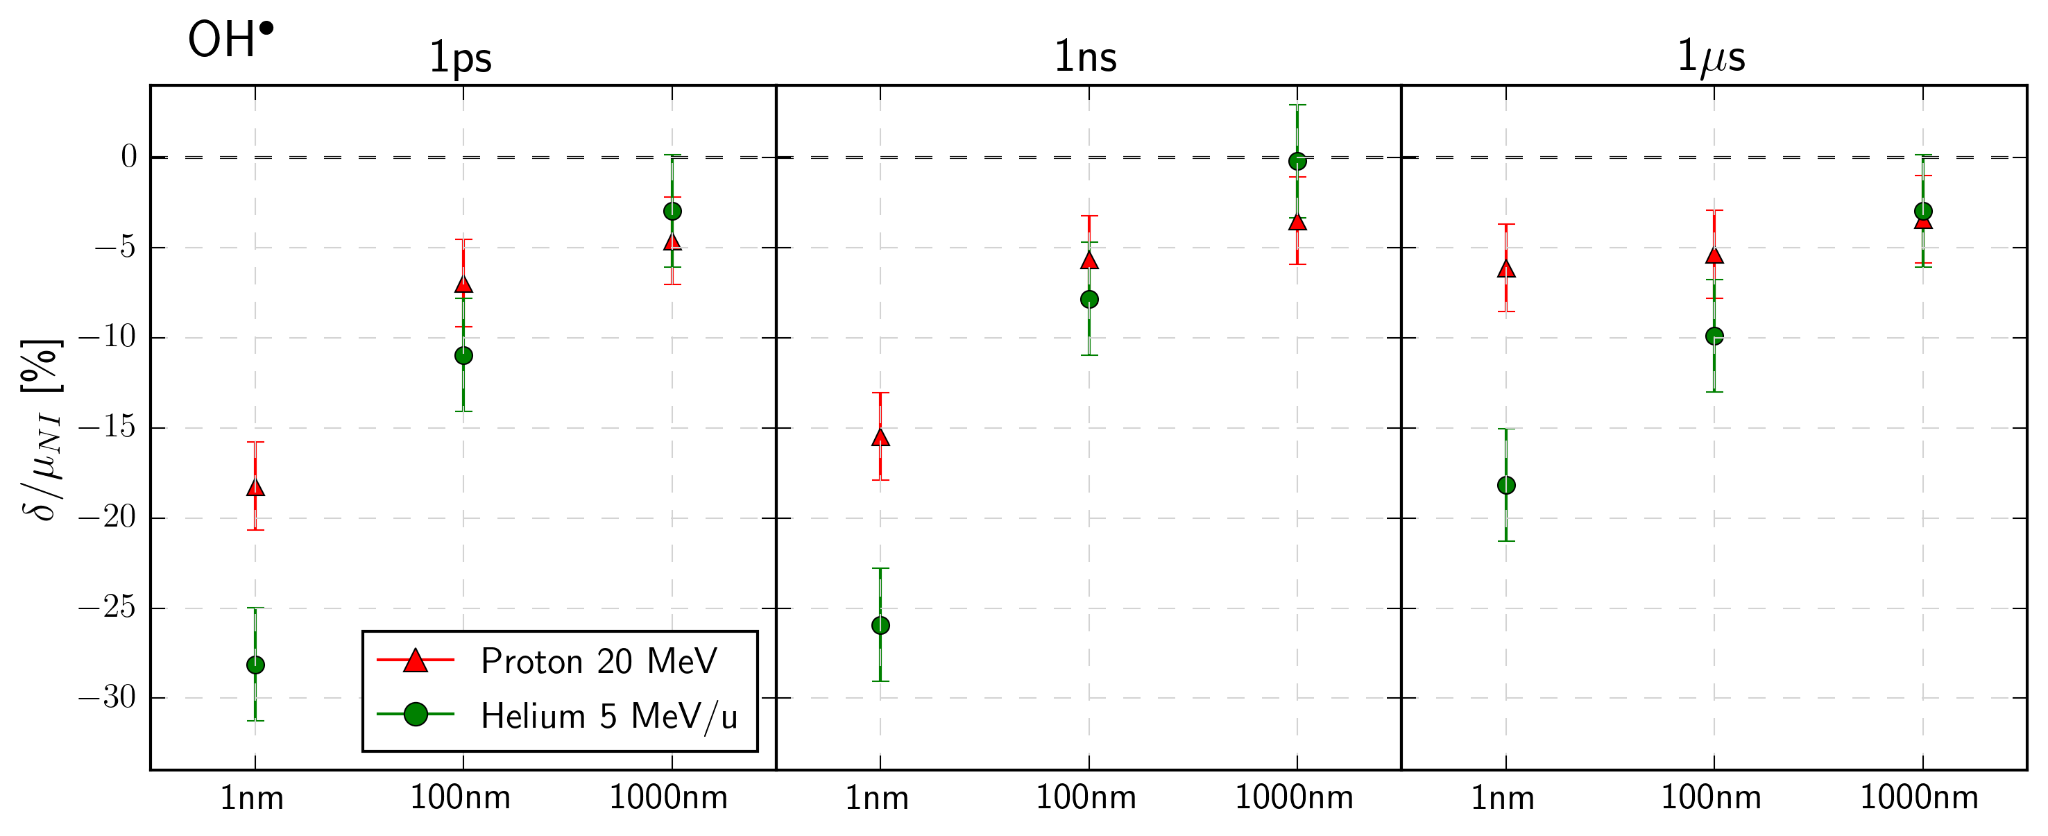 OH•
1ps 1ns 1μs
δ/μNI [%]
0
−5
−10
−15
−20
−25
−30
Proton 20 MeV
Helium 5 MeV/u
1nm 100nm 1000nm 1nm 100nm 1000nm 1nm 100nm 1000nm